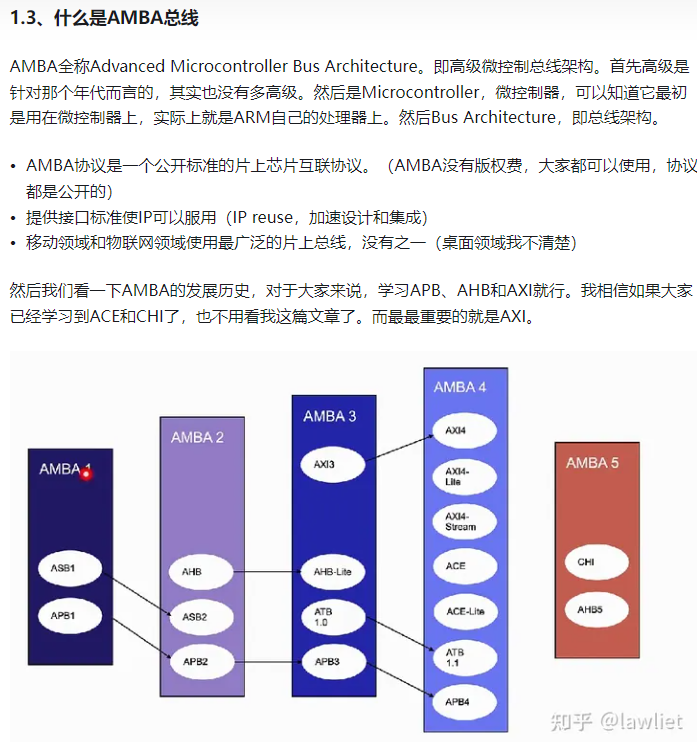 1.3、什么是AMBA总线
AMBA全称Advanced Microcontroller Bus Architecture。即高级微控制总线架构。首先高级是
针对那个年代而言的，其实也没有多高级。然后是Microcontroller，微控制器，可以知道它最初
是用在微控制器上，实际上就是ARM自己的处理器上。然后Bus Architecture，即总线架构。
• AMBA协议是一个公开标准的片上芯片互联协议。（AMBA没有版权费，大家都可以使用，协议
都是公开的）
• 提供接口标准使IP可以服用（IP reuse，加速设计和集成）
• 移动领域和物联网领域使用最广泛的片上总线，没有之一（桌面领域我不清楚）
然后我们看一下AMBA的发展历史，对于大家来说，学习APB、AHB和AXI就行。我相信如果大家
已经学习到ACE和CHI了，也不用看我这篇文章了。而最最重要的就是AXI。
AMBA 1
ASB1
APB1
AMBA 2
AHB
ASB2
APB2
AMBA 3
AXI3
AHB-Lite
ATB
1.0
APB3
AMBA 4
AXI4
AXI4-
Lite
AXI4-
Stream
ACE
ACE-Lite
ATB
1.1
APB4
AMBA 5
CHI
AHB5
知乎 @lawliet